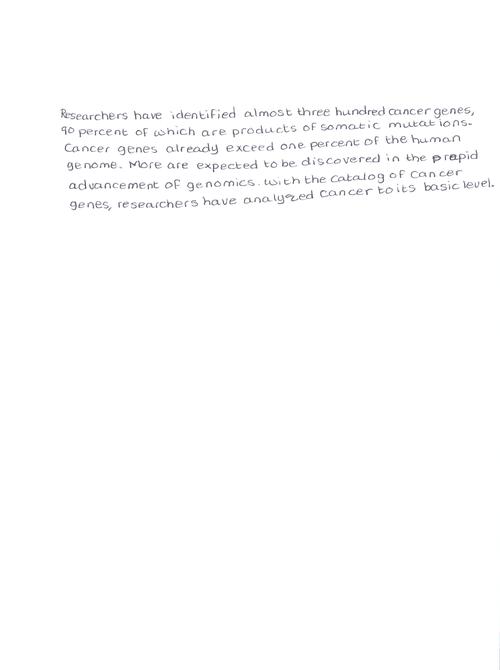 Researchers have identified almost three hundred cancer genes,
90 percent of which are products of somatic mutations.
Cancer genes already exceed one percent of the human
genome. More are expected to be discovered in the prapid
advancement of genomics. With the catalog of cancer
genes, researchers have analyzed cancer to its basic level.